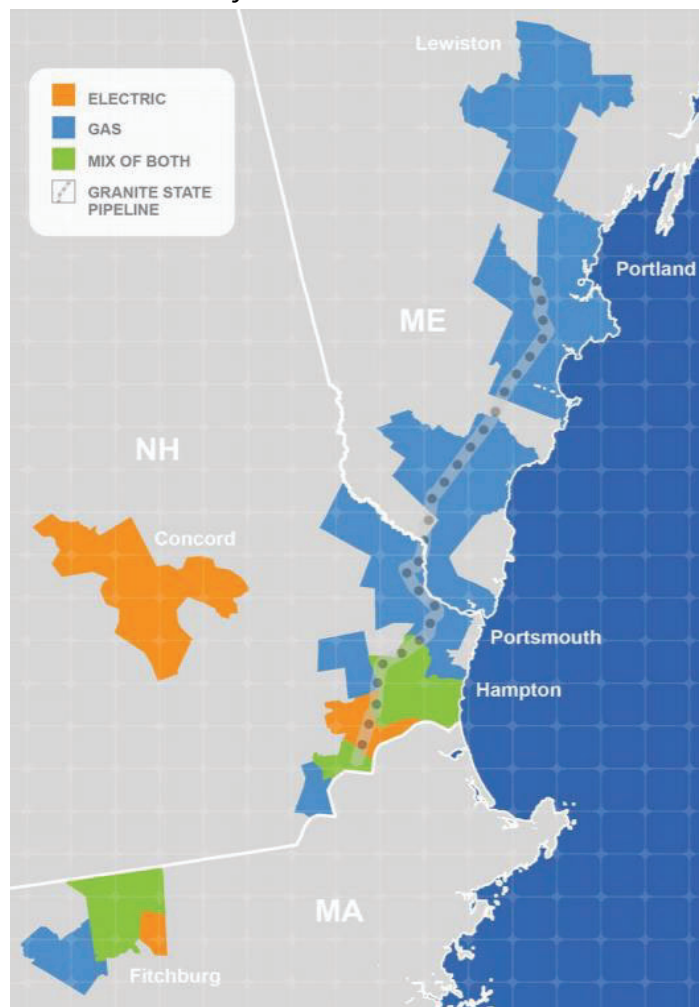 Lewiston
ELECTRIC
GAS
MIX OF BOTH
GRANITE STATE
PIPELINE
Portland
ME
NH
Concord
Portsmouth
Hampton
MA
Fitchburg